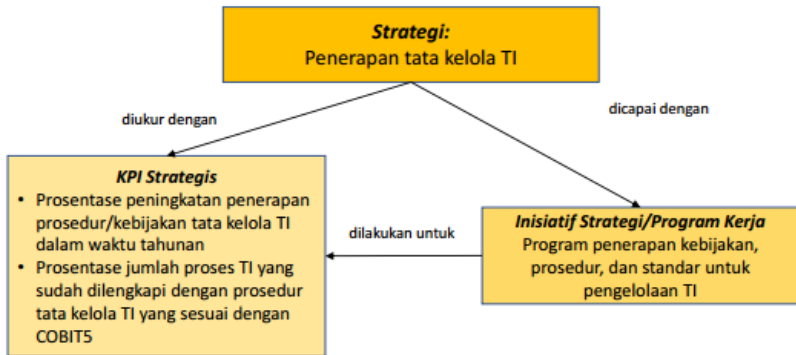 Strategi:
Penerapan tata kelola TI
diukur dengan
dicapai dengan
KPI Strategis
• Prosentase peningkatan penerapan
prosedur/kebijakan tata kelola TI
dalam waktu tahunan
• Prosentase jumlah proses TI yang
sudah dilengkapi dengan prosedur
tata kelola TI yang sesuai dengan
COBIT5
dilakukan untuk
Inisiatif Strategi/Program Kerja
Program penerapan kebijakan,
prosedur, dan standar untuk
pengelolaan TI